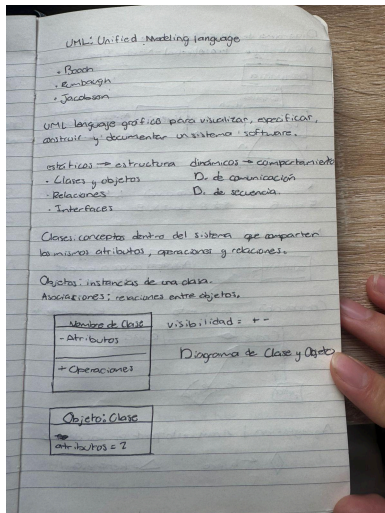 UML: Unified Modeling language
• Booch
• Rumbaugh
• Jacobson
UML lenguaje gráfico para visualizar, especificar,
construir y documentar un sistema software.
estáticos → estructura dinámicos → comportamiento
• Clases y objetos D. de comunicación
• Relaciones D. de secuencia.
• Interfaces
Clases: conceptos dentro del sistema que comparten
los mismos atributos, operaciones y relaciones.
Objetos: instancias de una clase.
Asociaciones: relaciones entre objetos.
Nombre de Clase visibilidad = + -
- Atributos
Diagrama de Clase y Objeto
+ Operaciones
Objeto: Clase
atributos = 2